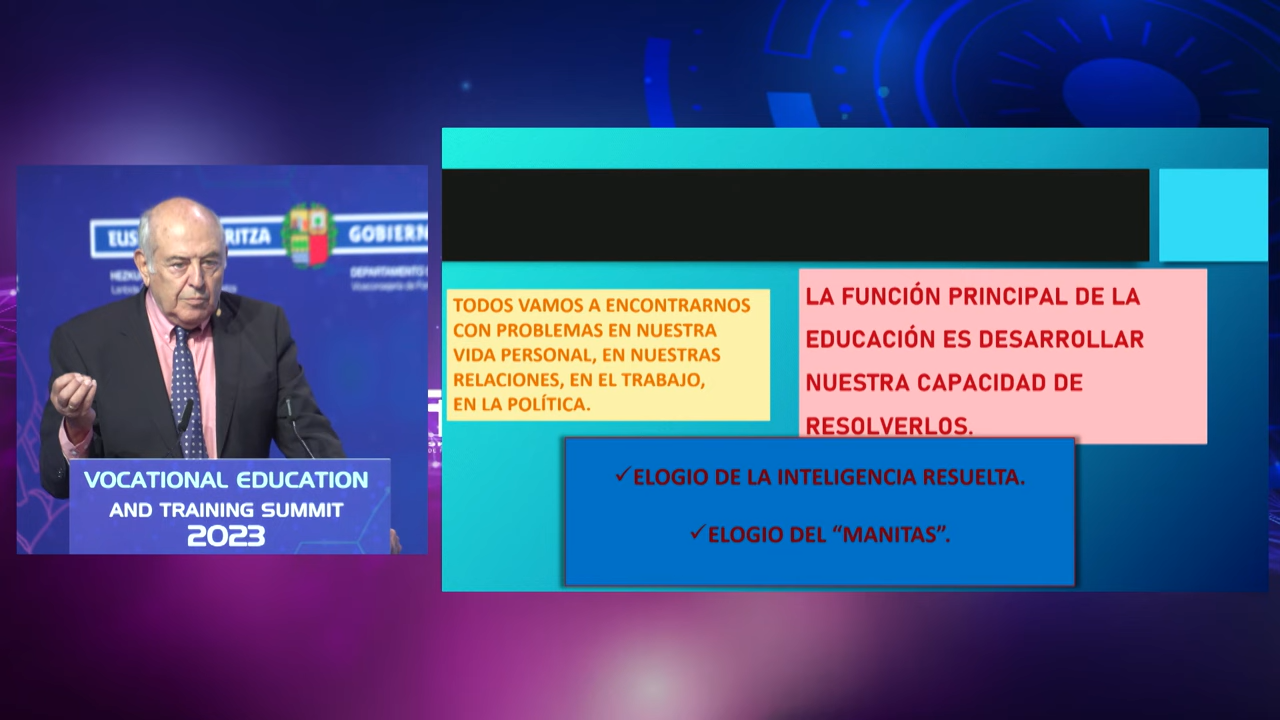 GOBIERN
VOCATIONAL EDUCATION
AND TRAINING SUMMIT
2023
TODOS VAMOS A ENCONTRARNOS
CON PROBLEMAS EN NUESTRA
VIDA PERSONAL, EN NUESTRAS
RELACIONES, EN EL TRABAJO,
EN LA POLÍTICA.
LA FUNCIÓN PRINCIPAL DE LA
EDUCACIÓN ES DESARROLLAR
NUESTRA CAPACIDAD DE
RESOLVERLOS.
✓ELOGIO DE LA INTELIGENCIA RESUELTA.
✓ELOGIO DEL “MANITAS”.